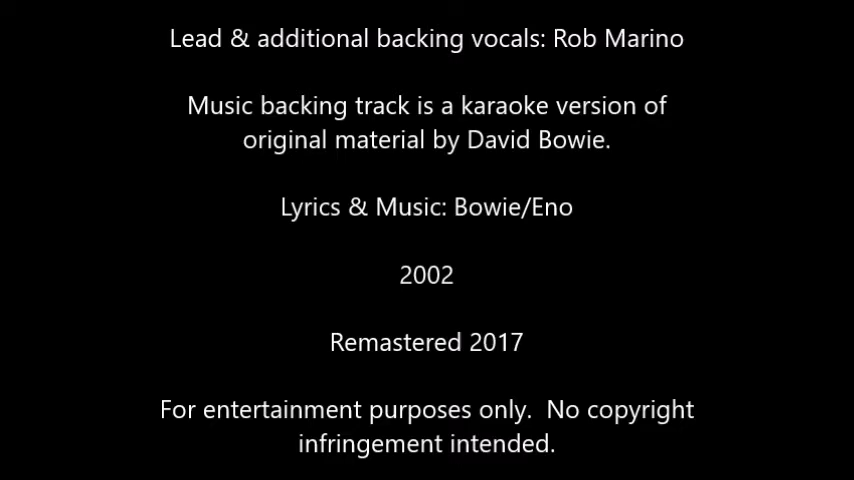 Lead & additional backing vocals: Rob Marino
Music backing track is a karaoke version of
original material by David Bowie.
Lyrics & Music: Bowie/Eno
2002
Remastered 2017
For entertainment purposes only.  No copyright
infringement intended.